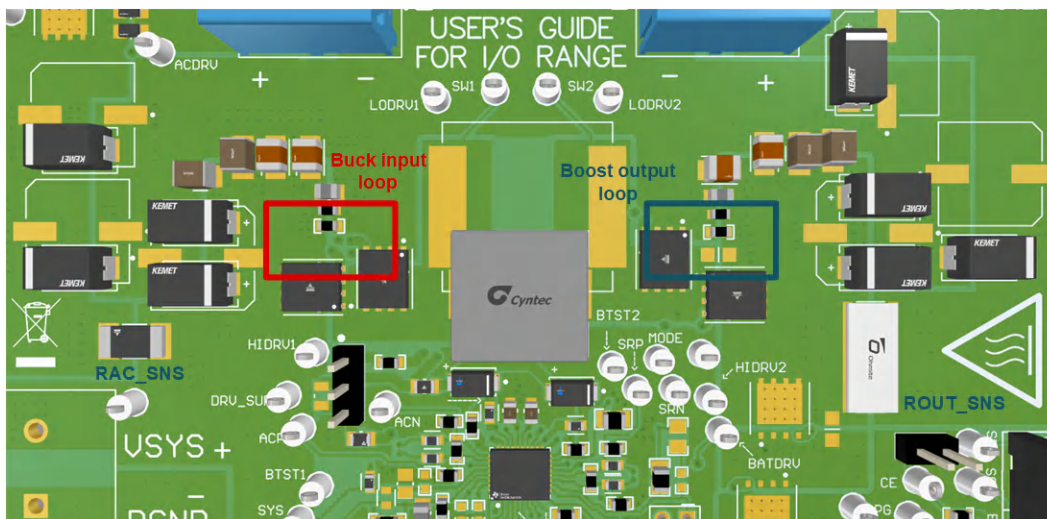 USER'S GUIDE
FOR I/O RANGE
ACDRV
+
-
-
+
SW1
SW2
LODRV1
LODRV2
KEMET
KEMET
KEMET
KEMET
KEMET
KEMET
KEMET
KEMET
Buck input
loop
Boost output
loop
Cyntec
RAC_SNS
ROUT_SNS
HIDRV1
DRV_SUP
ACP
ACN
BTST1
SYS
VSYS +
-
PGND
BTST2
SRP
MODE
HIDRV2
SRN
BATDRV
CE
PG